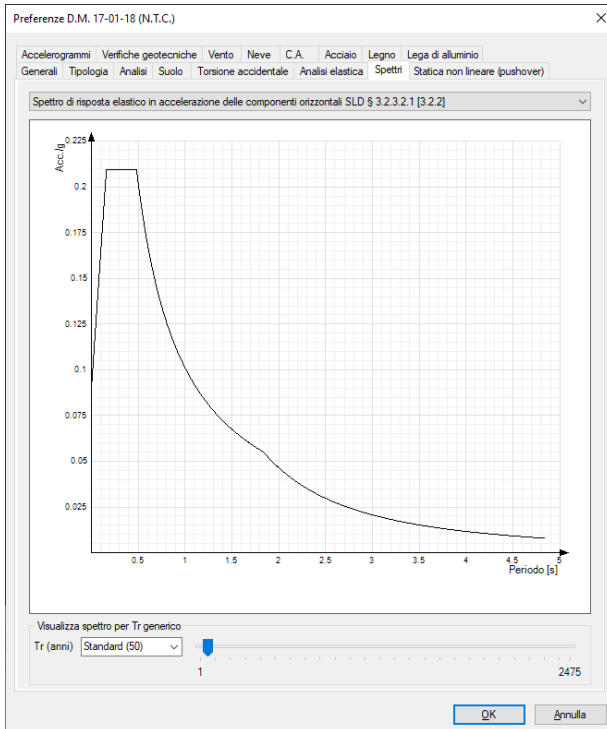 Preferenze D.M. 17-01-18 (N.T.C.)
Accelerogrammi Verifiche geotecniche Vento Neve C.A. Acciaio Legno Lega di alluminio
Generali Tipologia Analisi Suolo Torsione accidentale Analisi elastica Spettri Statica non lineare (pushover)
Spettro di risposta elastico in accelerazione delle componenti orizzontali SLD § 3.2.3.2.1 [3.2.2]
Acc./g
0.225
0.2
0.175
0.15
0.125
0.1
0.075
0.05
0.025
0.5 1 1.5 2 2.5 3 3.5 4 4.5 5
Periodo [s]
Visualizza spettro per Tr generico
Tr (anni) Standard (50)
1 2475
OK Annulla